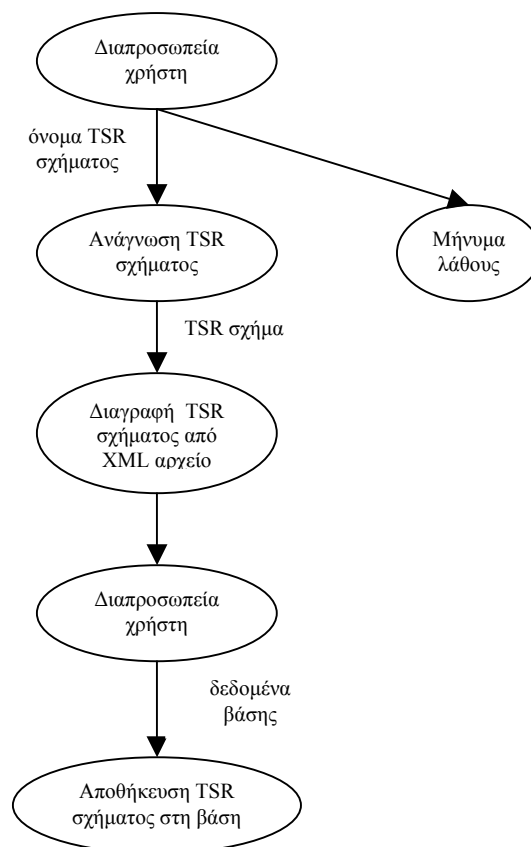 Διαπροσωπεία
χρήστη
όνομα TSR
σχήματος
Ανάγνωση TSR
σχήματος
Μήνυμα
λάθους
TSR σχήμα
Διαγραφή TSR
σχήματος από
XML αρχείο
Διαπροσωπεία
χρήστη
δεδομένα
βάσης
Αποθήκευση TSR
σχήματος στη βάση